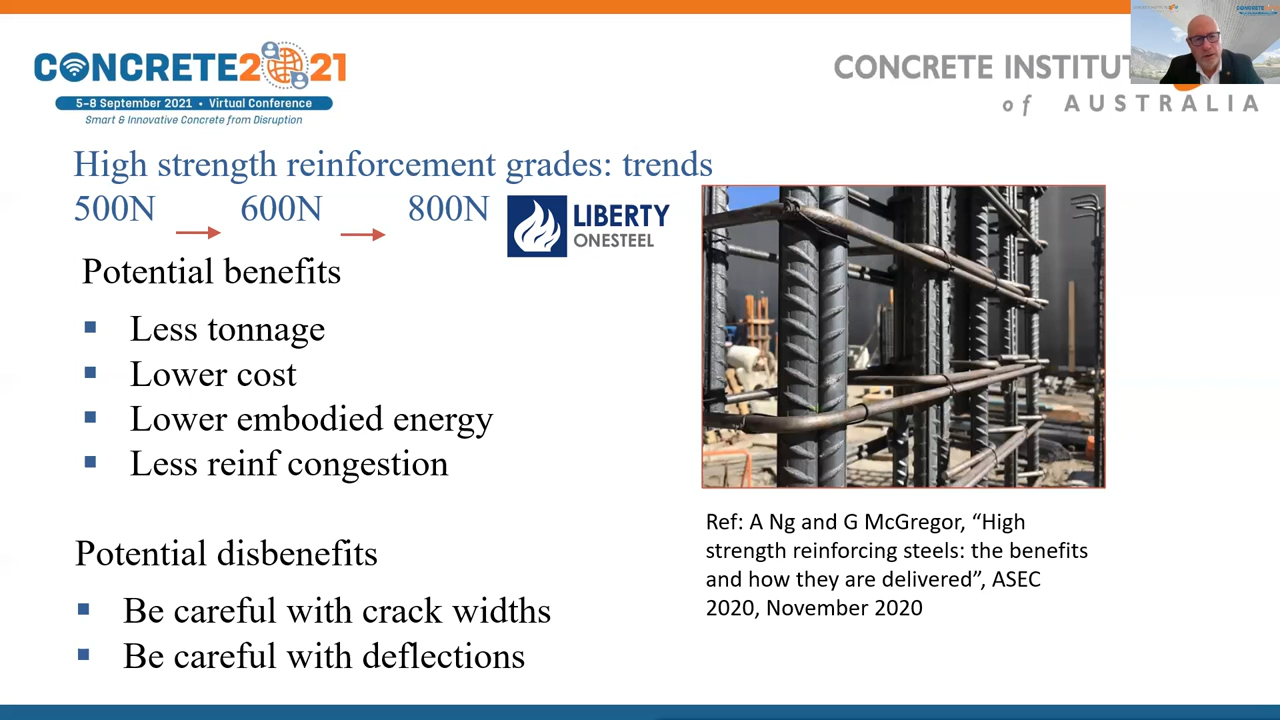 CONCRETE2021
5–8 September 2021 • Virtual Conference
Smart & Innovative Concrete from Disruption
CONCRETE INSTITUT
of AUSTRALIA
High strength reinforcement grades: trends
500N 600N 800N
LIBERTY
ONESTEEL
Potential benefits
Less tonnage
Lower cost
Lower embodied energy
Less reinf congestion
Potential disbenefits
Be careful with crack widths
Be careful with deflections
Ref: A Ng and G McGregor, “High
strength reinforcing steels: the benefits
and how they are delivered”, ASEC
2020, November 2020